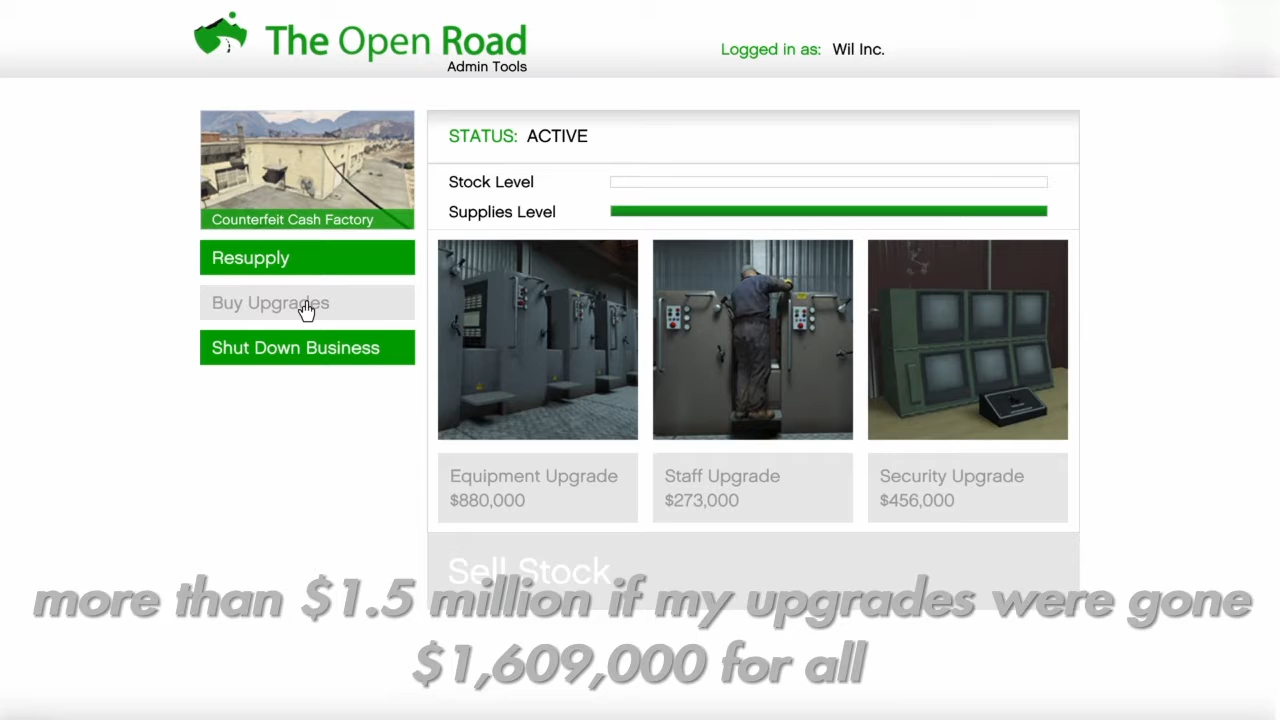 The Open Road
Admin Tools
Logged in as: Wil Inc.
Counterfeit Cash Factory
Resupply
Buy Upgrades
Shut Down Business
STATUS: ACTIVE
Stock Level
Supplies Level
Equipment Upgrade
$880,000
Staff Upgrade
$273,000
Security Upgrade
$456,000
Sell Stock
more than $1.5 million if my upgrades were gone
$1,609,000 for all